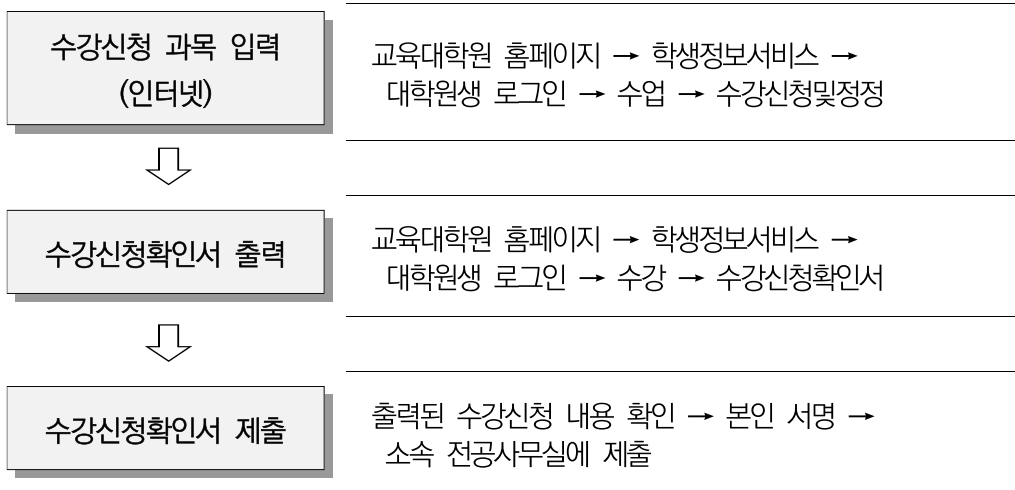 수강신청 과목 입력
(인터넷)
교육대학원 홈페이지 → 학생정보서비스 →
대학원생 로그인 → 수업 → 수강신청및정정
수강신청확인서 출력
교육대학원 홈페이지 → 학생정보서비스 →
대학원생 로그인 → 수강 → 수강신청확인서
수강신청확인서 제출
출력된 수강신청 내용 확인 → 본인 서명 →
소속 전공사무실에 제출